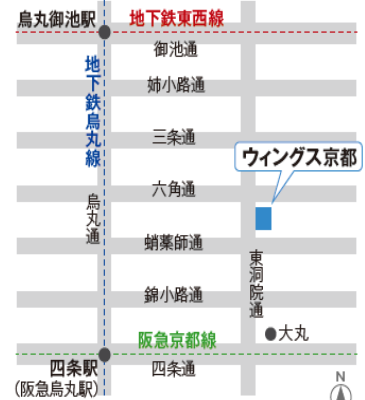 烏丸御池駅
地下鉄東西線
御池通
地下鉄烏丸線
姉小路通
三条通
ウィングス京都
六角通
烏丸通
蛸薬師通
東洞院通
錦小路通
大丸
阪急京都線
四条駅
(阪急烏丸駅)
四条通
N